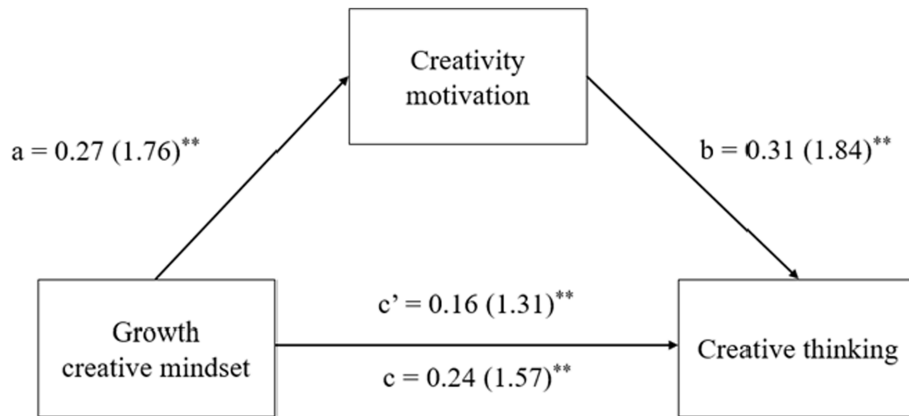 Creativity
motivation
a = 0.27 (1.76)**
b = 0.31 (1.84)**
Growth
creative mindset
c’ = 0.16 (1.31)**
c = 0.24 (1.57)**
Creative thinking